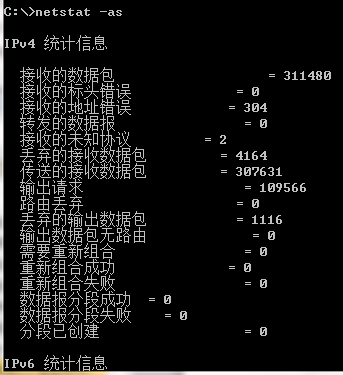 C:\>netstat -as
IPv4 统计信息
接收的数据包 = 311480
接收的标头错误 = 0
接收的地址错误 = 304
转发的数据报 = 0
接收的未知协议 = 2
丢弃的接收数据包 = 4164
传送的接收数据包 = 307631
输出请求 = 109566
路由丢弃 = 0
丢弃的输出数据包 = 1116
输出数据包无路由 = 0
需要重新组合 = 0
重新组合成功 = 0
重新组合失败 = 0
数据报分段成功 = 0
数据报分段失败 = 0
分段已创建 = 0
IPv6 统计信息